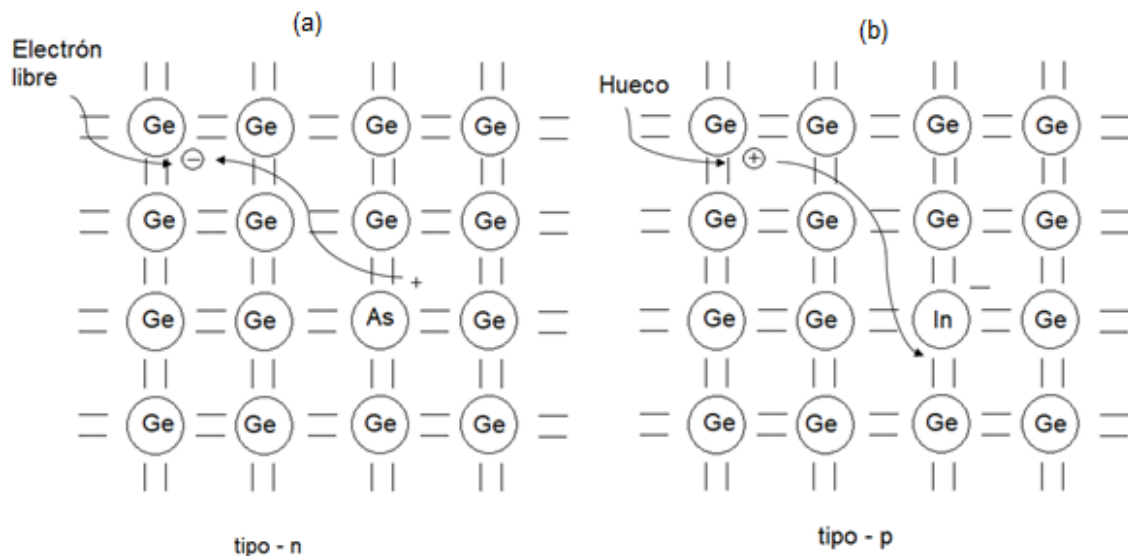 (a)
Electrón
libre
Ge Ge Ge Ge
−
Ge Ge Ge Ge
+
Ge Ge As Ge
Ge Ge Ge Ge
tipo - n
(b)
Hueco
Ge Ge Ge Ge
+
Ge Ge Ge Ge
—
Ge Ge In Ge
Ge Ge Ge Ge
tipo - p